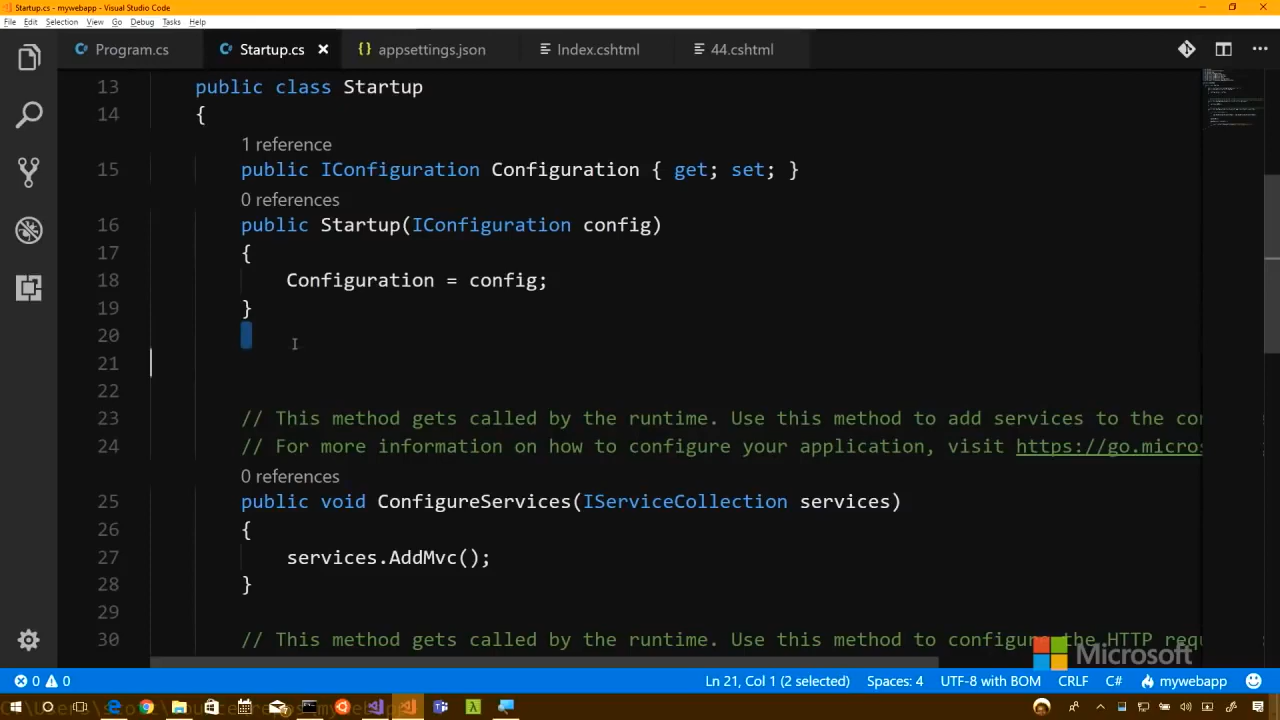 Startup.cs - mywebapp - Visual Studio Code
File Edit Selection View Go Debug Tasks Help
Program.cs Startup.cs appsettings.json Index.cshtml 44.cshtml
13 public class Startup
14 {
1 reference
15 public IConfiguration Configuration { get; set; }
0 references
16 public Startup(IConfiguration config)
17 {
18 Configuration = config;
19 }
20
21
22
23 // This method gets called by the runtime. Use this method to add services to the con
24 // For more information on how to configure your application, visit https://go.micros
0 references
25 public void ConfigureServices(IServiceCollection services)
26 {
27 services.AddMvc();
28 }
29
30 // This method gets called by the runtime. Use this method to configure the HTTP requ
Microsoft
0 0 Ln 21, Col 1 (2 selected) Spaces: 4 UTF-8 with BOM CRLF C# mywebapp